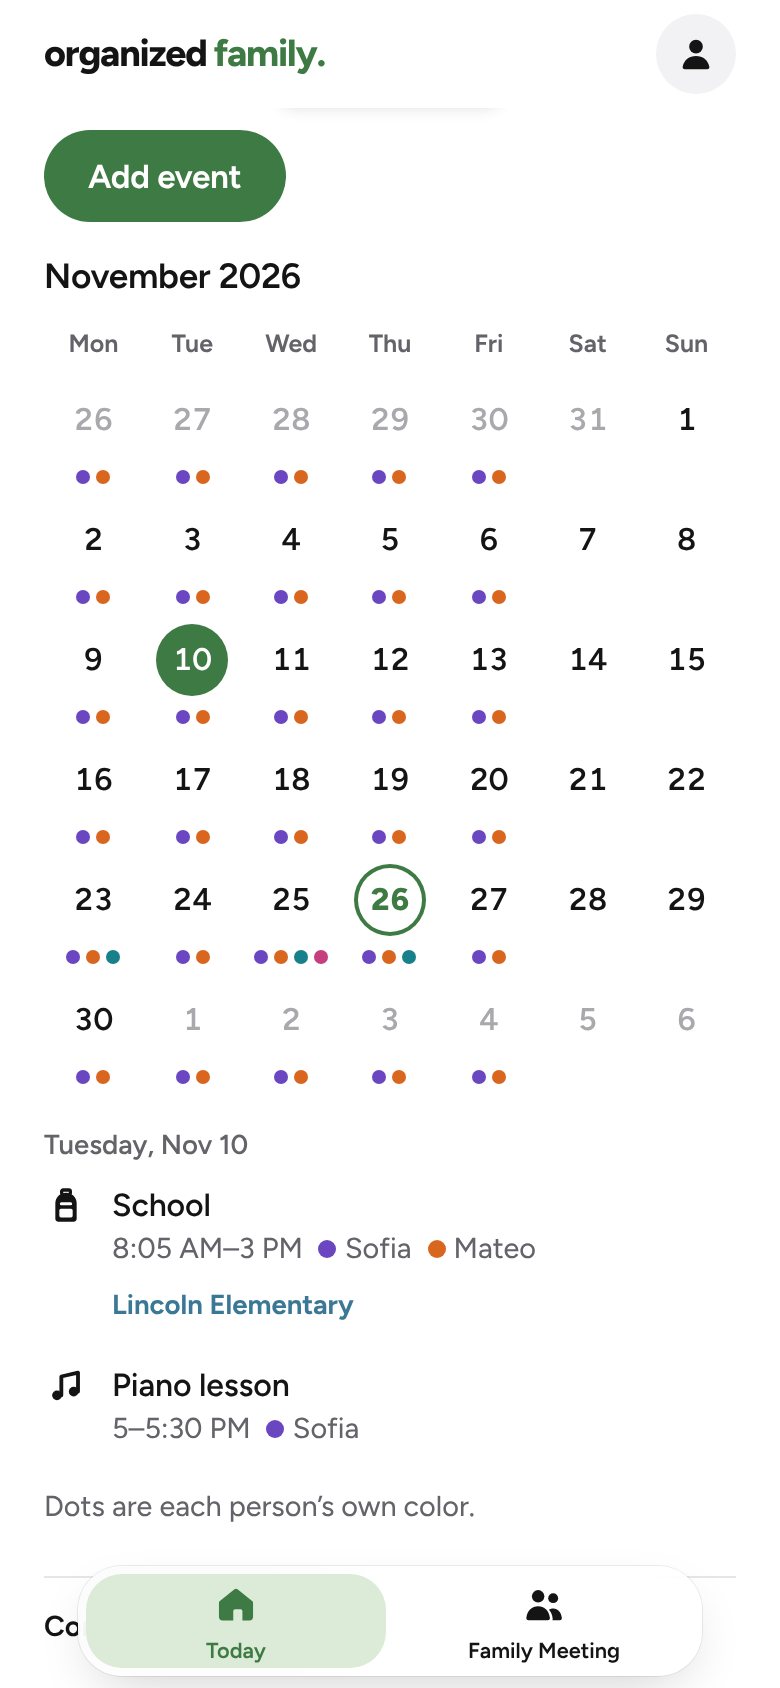 organized family.
Add event
November 2026
Mon Tue Wed Thu Fri Sat Sun
26 27 28 29 30 31 1
2 3 4 5 6 7 8
9 10 11 12 13 14 15
16 17 18 19 20 21 22
23 24 25 26 27 28 29
30 1 2 3 4 5 6
Tuesday, Nov 10
School
8:05 AM–3 PM Sofia Mateo
Lincoln Elementary
Piano lesson
5–5:30 PM Sofia
Dots are each person’s own color.
Co
Today Family Meeting